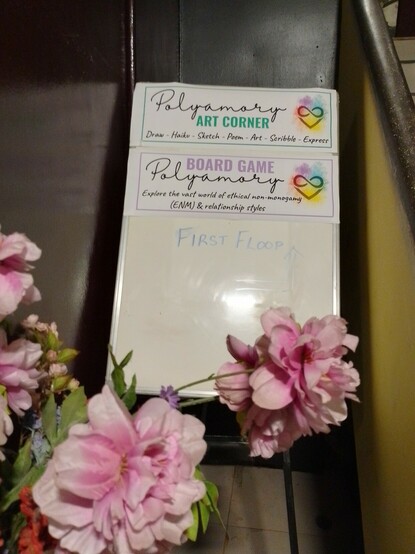 Polyamory
ART CORNER
Draw - Haiku - Sketch - Poem - Art - Scribble - Express
BOARD GAME
Polyamory
Explore the vast world of ethical non-monogamy
(ENM) & relationship styles
FIRST FLOOR ↑